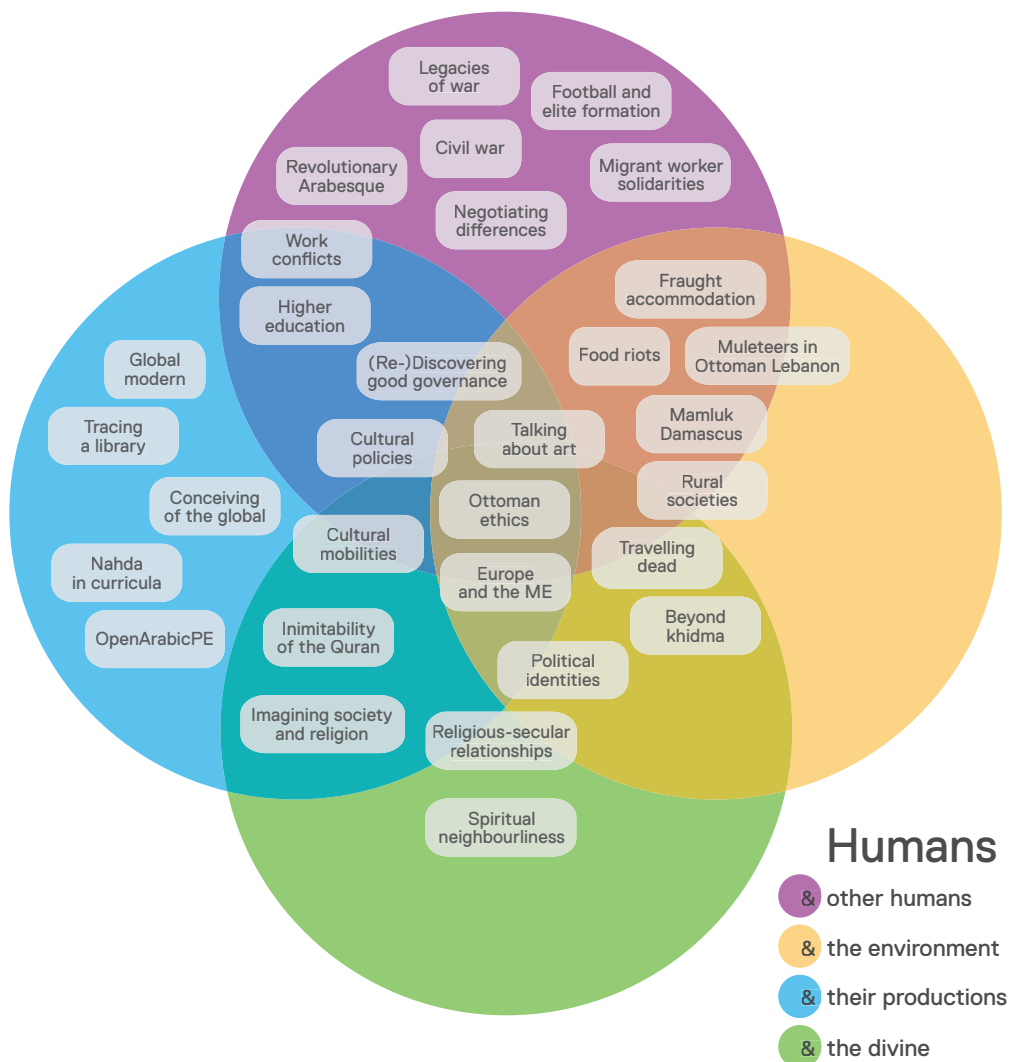 Legacies
of war
Football and
elite formation
Civil war
Revolutionary
Arabesque
Migrant worker
solidarities
Negotiating
differences
Work
conflicts
Fraught
accommodation
Higher
education
Food riots
Muleteers in
Ottoman Lebanon
Global
modern
(Re-)Discovering
good governance
Tracing
a library
Cultural
policies
Talking
about art
Mamluk
Damascus
Conceiving
of the global
Ottoman
ethics
Rural
societies
Cultural
mobilities
Travelling
dead
Nahda
in curricula
Europe
and the ME
OpenArabicPE
Inimitability
of the Quran
Beyond
khidma
Political
identities
Imagining society
and religion
Religious-secular
relationships
Spiritual
neighbourliness
Humans
& other humans
& the environment
& their productions
& the divine